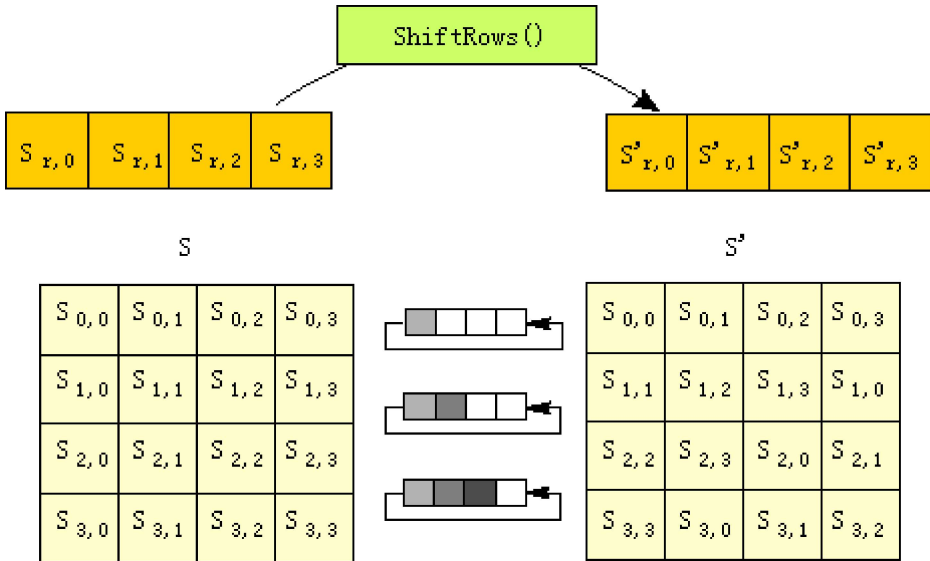 ShiftRows()
S r,0 S r,1 S r,2 S r,3 S' r,0 S' r,1 S' r,2 S' r,3
S S'
S 0,0 S 0,1 S 0,2 S 0,3 S 0,0 S 0,1 S 0,2 S 0,3
S 1,0 S 1,1 S 1,2 S 1,3 S 1,1 S 1,2 S 1,3 S 1,0
S 2,0 S 2,1 S 2,2 S 2,3 S 2,2 S 2,3 S 2,0 S 2,1
S 3,0 S 3,1 S 3,2 S 3,3 S 3,3 S 3,0 S 3,1 S 3,2